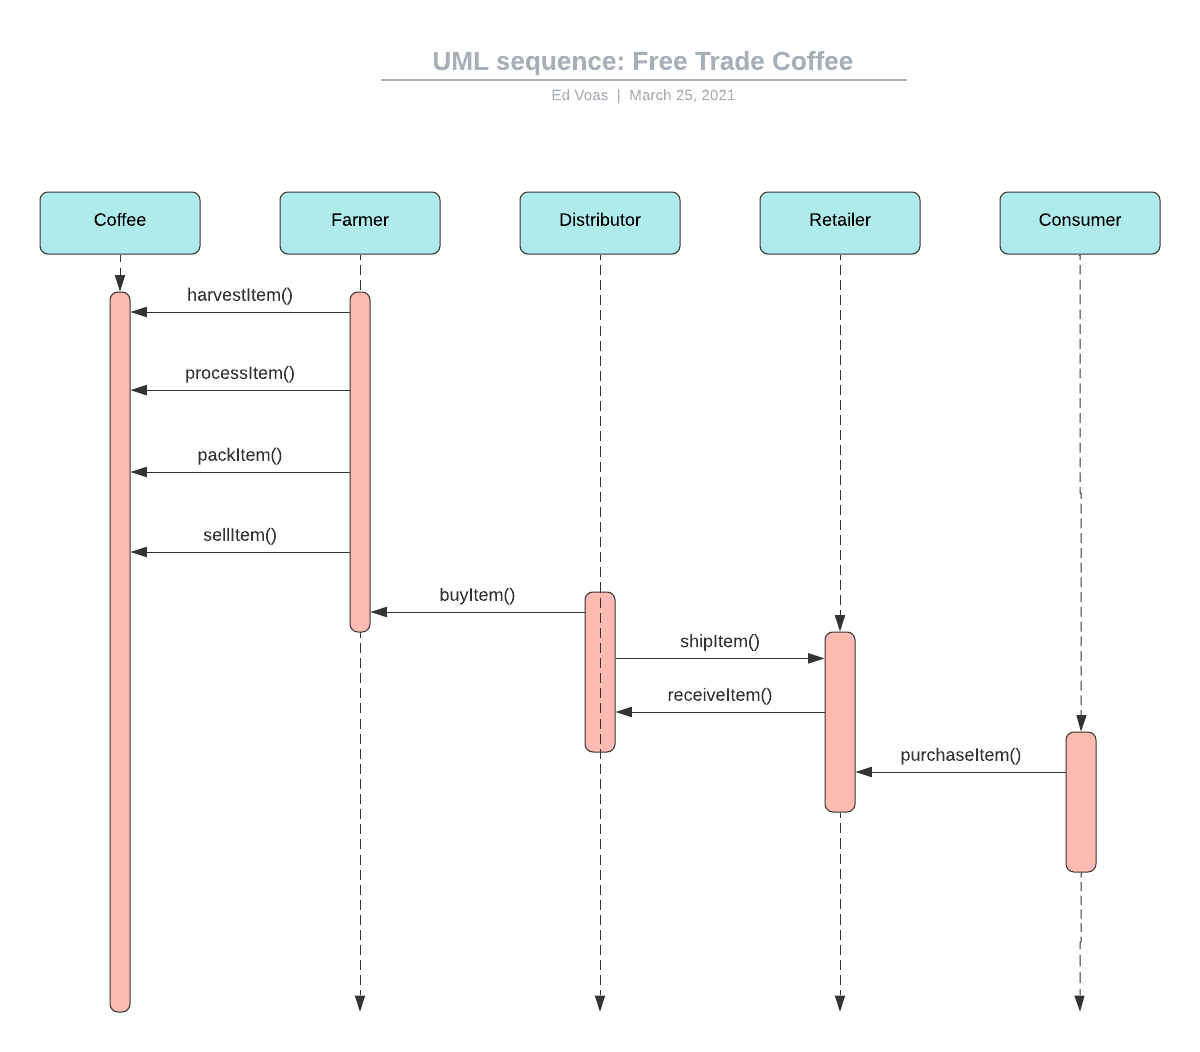 UML sequence: Free Trade Coffee
Ed Voas | March 25, 2021
Coffee
Farmer
Distributor
Retailer
Consumer
harvestItem()
processItem()
packItem()
sellItem()
buyItem()
shipItem()
receiveItem()
purchaseItem()